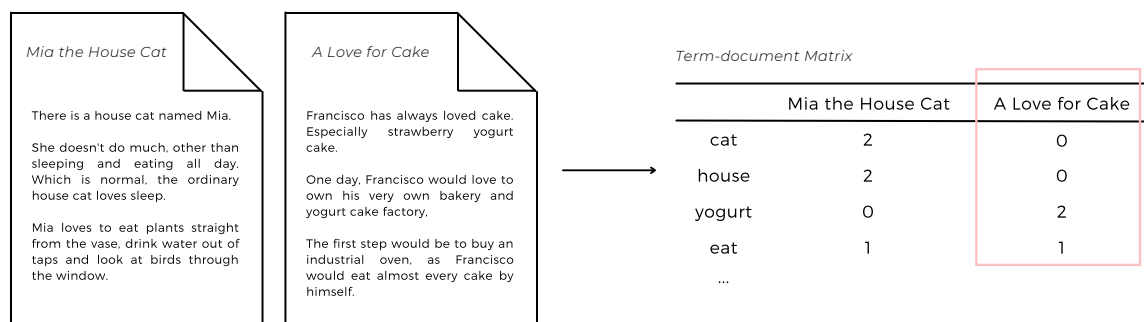 Mia the House Cat
There is a house cat named Mia.
She doesn't do much, other than
sleeping and eating all day.
Which is normal, the ordinary
house cat loves sleep.
Mia loves to eat plants straight
from the vase, drink water out of
taps and look at birds through
the window.
A Love for Cake
Francisco has always loved cake.
Especially strawberry yogurt
cake.
One day, Francisco would love to
own his very own bakery and
yogurt cake factory,
The first step would be to buy an
industrial oven, as Francisco
would eat almost every cake by
himself.
Term-document Matrix
Mia the House Cat A Love for Cake
cat 2 0
house 2 0
yogurt 0 2
eat 1 1
...